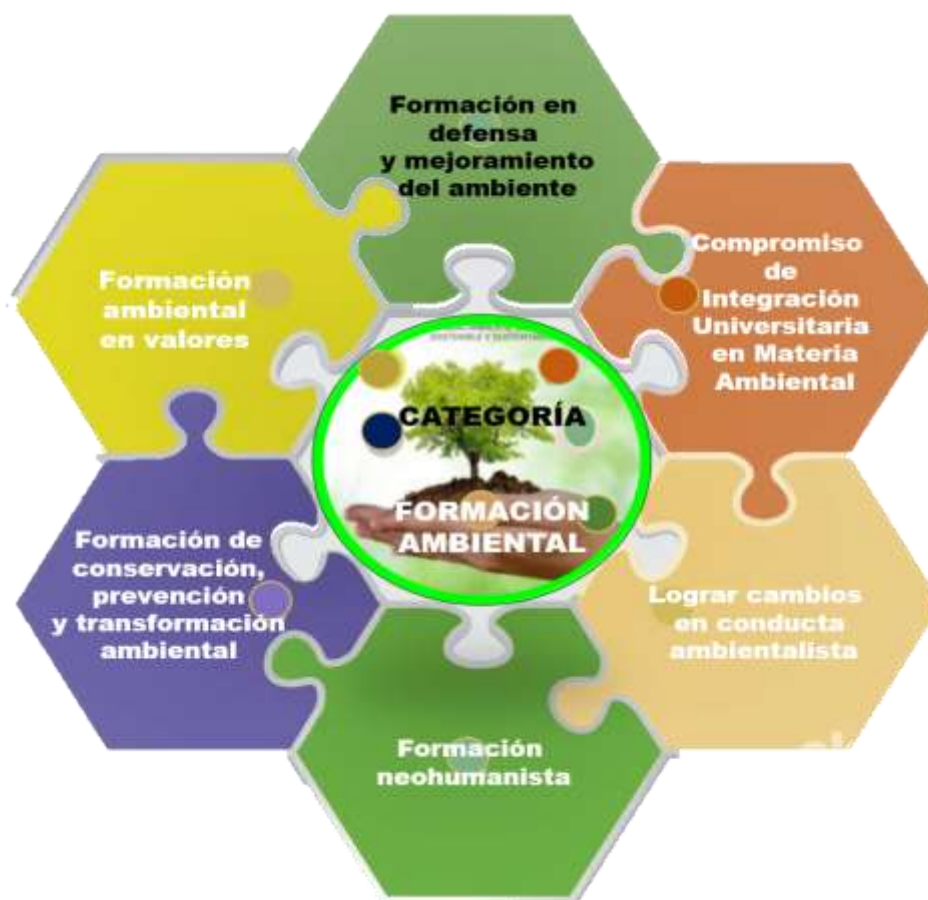 Formación en
defensa
y mejoramiento
del ambiente
Compromiso
de
Integración
Universitaria
en Materia
Ambiental
Formación
ambiental
en valores
CATEGORÍA
FORMACIÓN
AMBIENTAL
Formación de
conservación,
prevención
y transformación
ambiental
Lograr cambios
en conducta
ambientalista
Formación
neohumanista